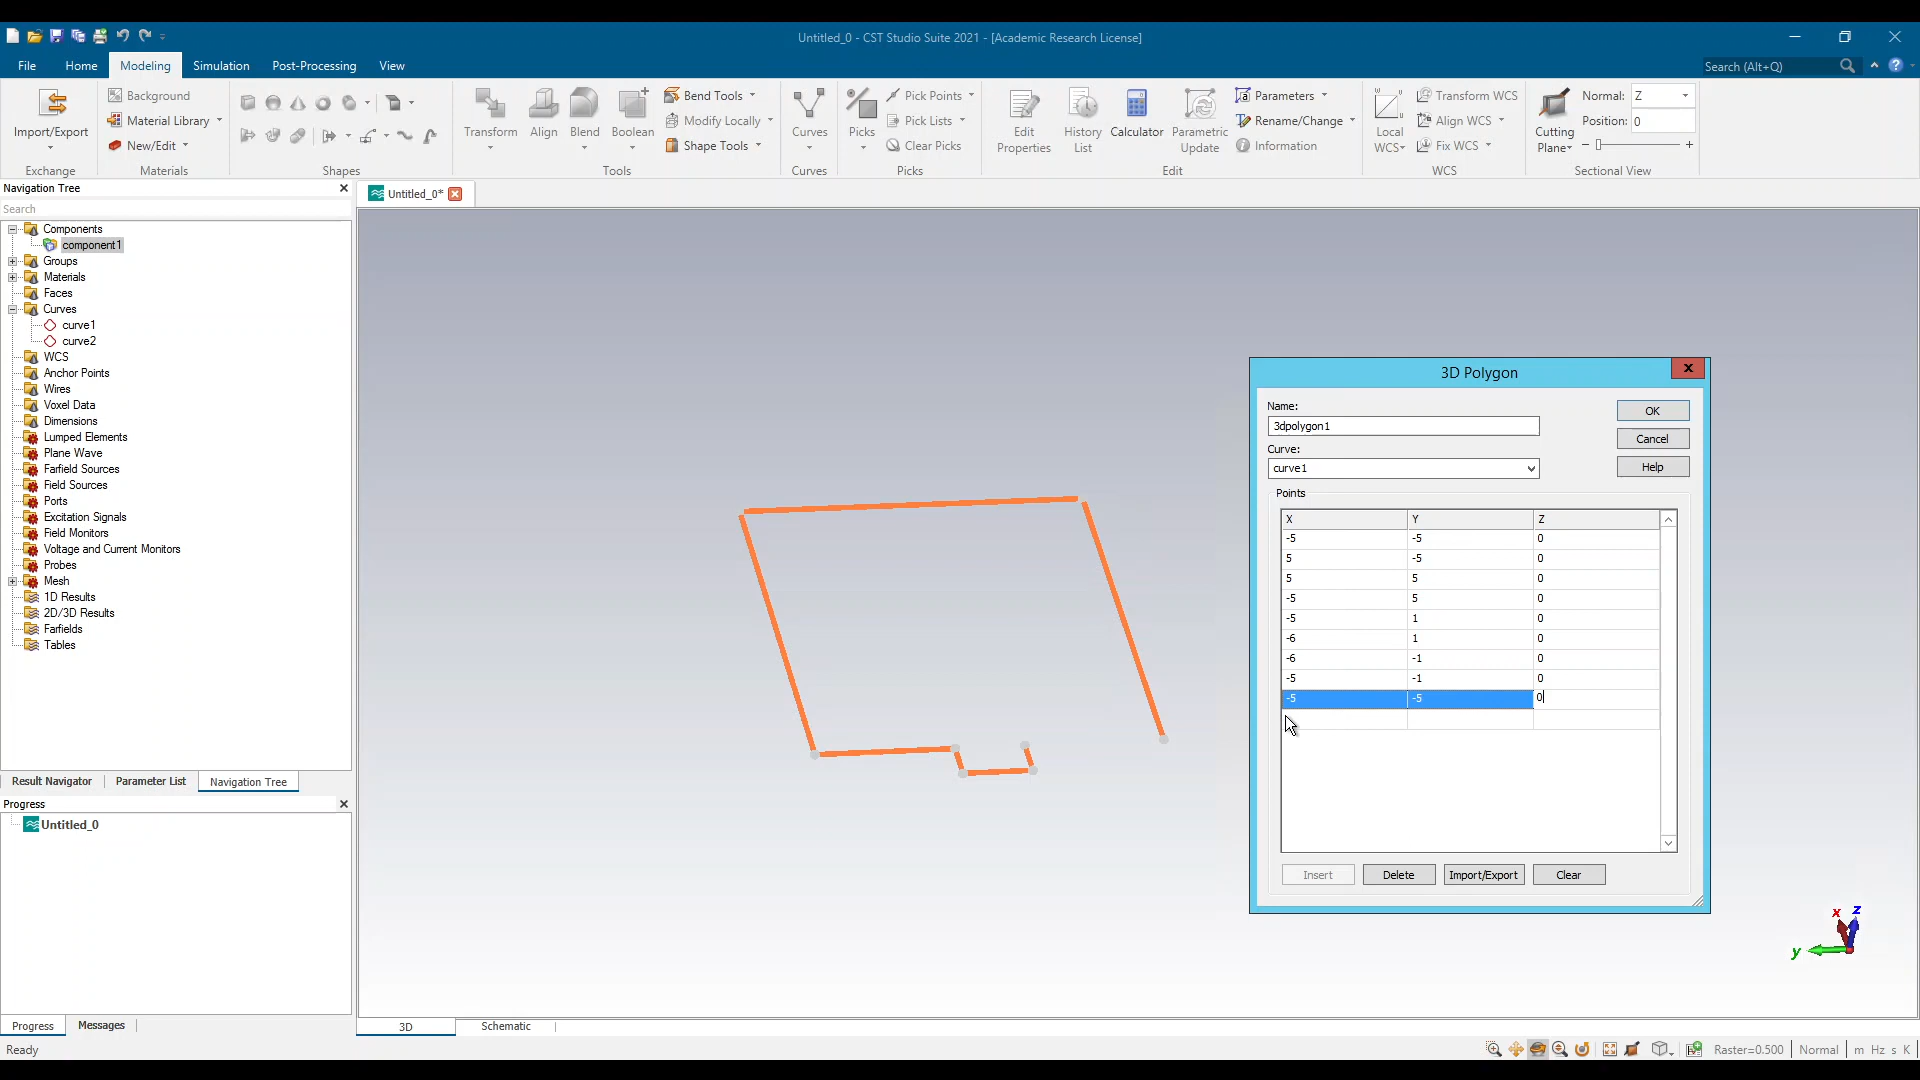 Untitled_0 - CST Studio Suite 2021 - [Academic Research License]
File Home Modeling Simulation Post-Processing View Search (Alt+Q)
Import/Export
Exchange
Background
Material Library
New/Edit
Materials
Shapes
Transform
Align
Blend
Boolean
Bend Tools
Modify Locally
Shape Tools
Tools
Curves
Curves
Picks
Pick Points
Pick Lists
Clear Picks
Picks
Edit
Properties
History
List
Calculator
Parametric
Update
Parameters
Rename/Change
Information
Edit
Local
WCS
Transform WCS
Align WCS
Fix WCS
WCS
Cutting
Plane
Normal: Z
Position: 0
Sectional View
Navigation Tree
Untitled_0*
Search
Components
component1
Groups
Materials
Faces
Curves
curve1
curve2
WCS
Anchor Points
Wires
Voxel Data
Dimensions
Lumped Elements
Plane Wave
Farfield Sources
Field Sources
Ports
Excitation Signals
Field Monitors
Voltage and Current Monitors
Probes
Mesh
1D Results
2D/3D Results
Farfields
Tables
Result Navigator Parameter List Navigation Tree
Progress
Untitled_0
Progress Messages
3D Polygon
Name:
3dpolygon1
Curve:
curve1
OK
Cancel
Help
Points
X Y Z
-5 -5 0
5 -5 0
5 5 0
-5 5 0
-5 1 0
-6 1 0
-6 -1 0
-5 -1 0
-5 -5 0
Insert Delete Import/Export Clear
x z
y
3D Schematic
Ready
Raster=0.500 Normal m Hz s K